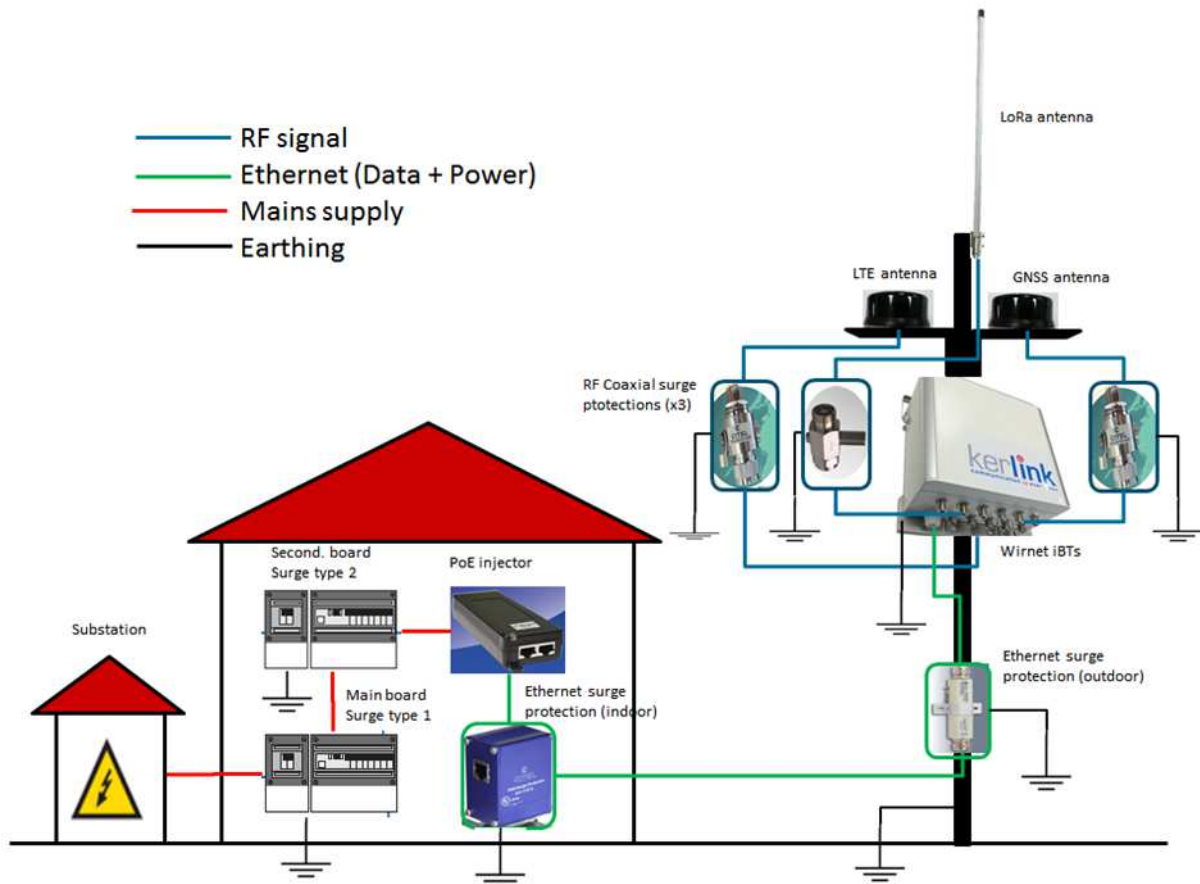 LoRa antenna
RF signal
Ethernet (Data + Power)
Mains supply
Earthing
LTE antenna
GNSS antenna
RF Coaxial surge
ptotections (x3)
kerlink
Wirnet iBTs
Second. board
Surge type 2
PoE injector
Substation
Ethernet surge
protection (outdoor)
Ethernet surge
protection (indoor)
Main board
Surge type 1